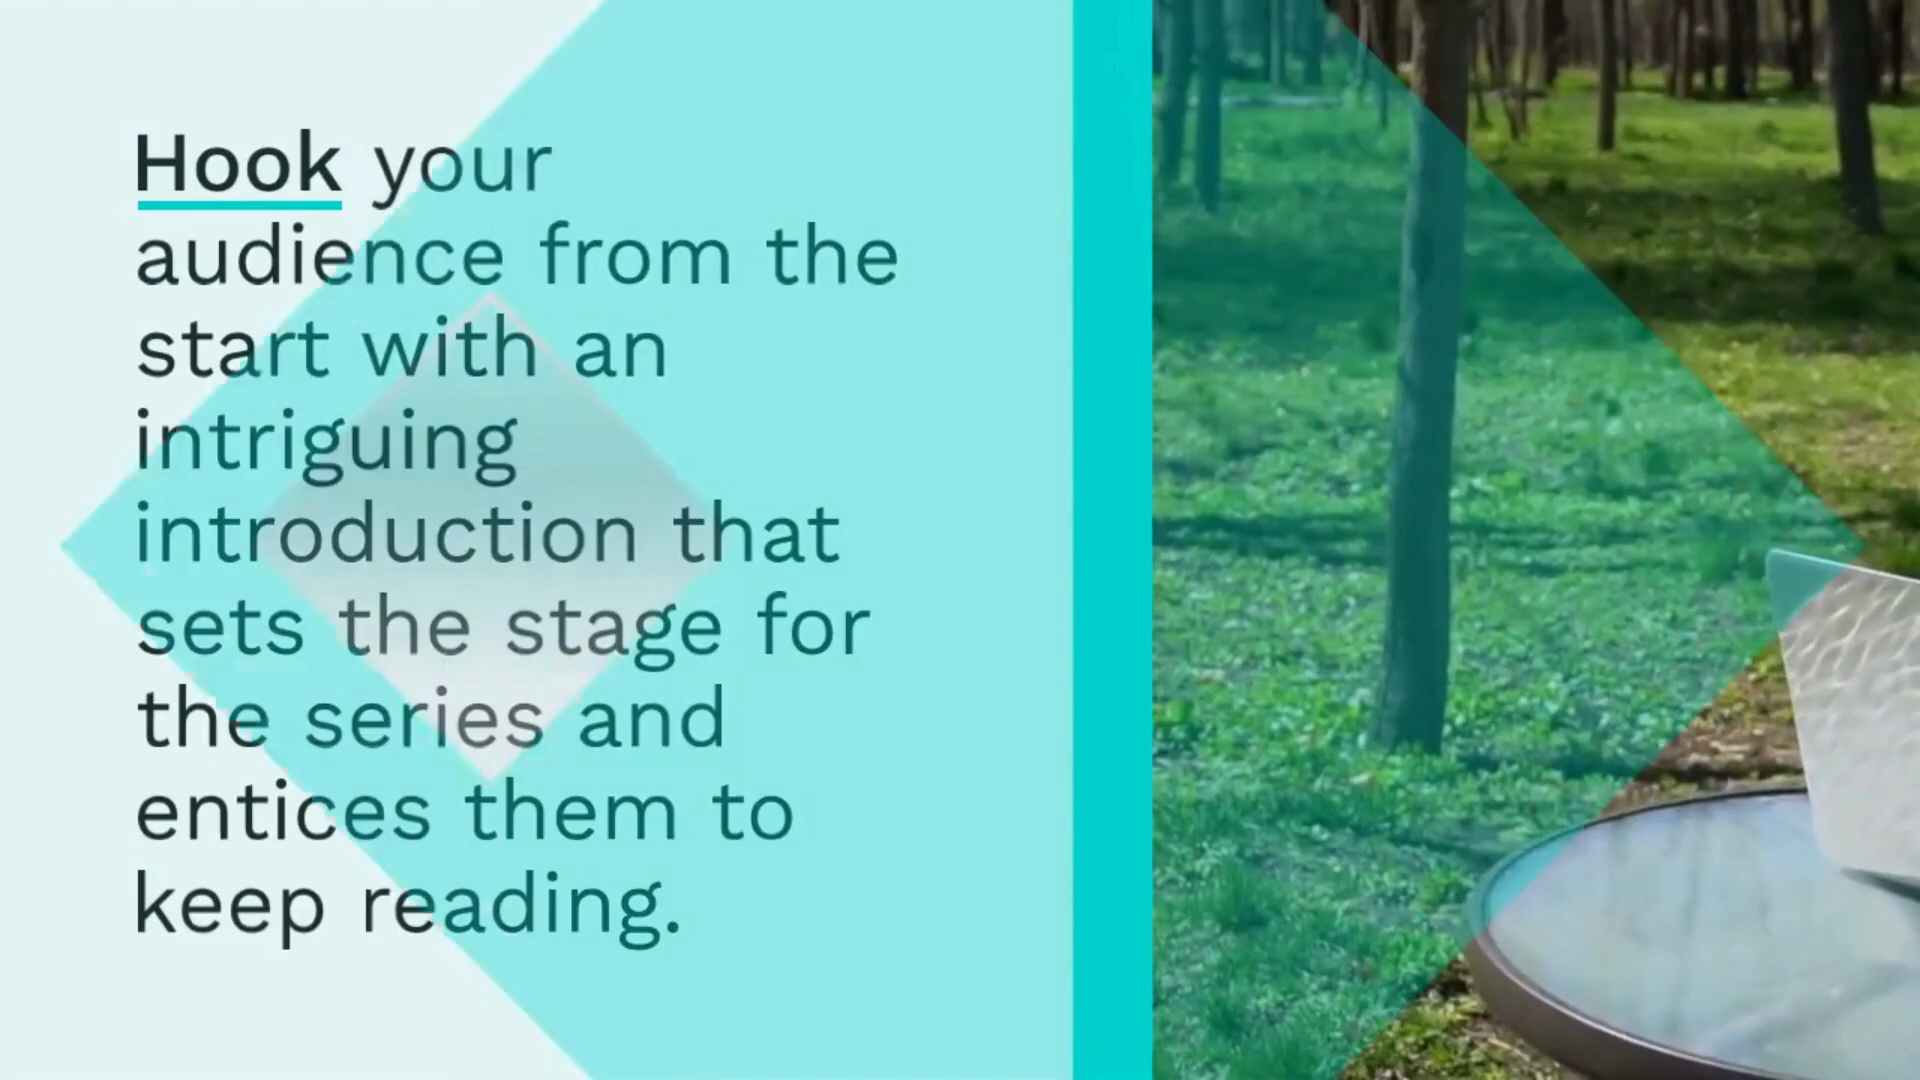 Hook your
audience from the
start with an
intriguing
introduction that
sets the stage for
the series and
entices them to
keep reading.